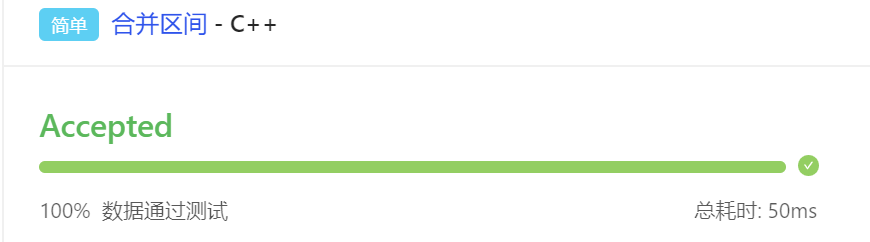 简单 合并区间 - C++
Accepted
100% 数据通过测试 总耗时: 50ms